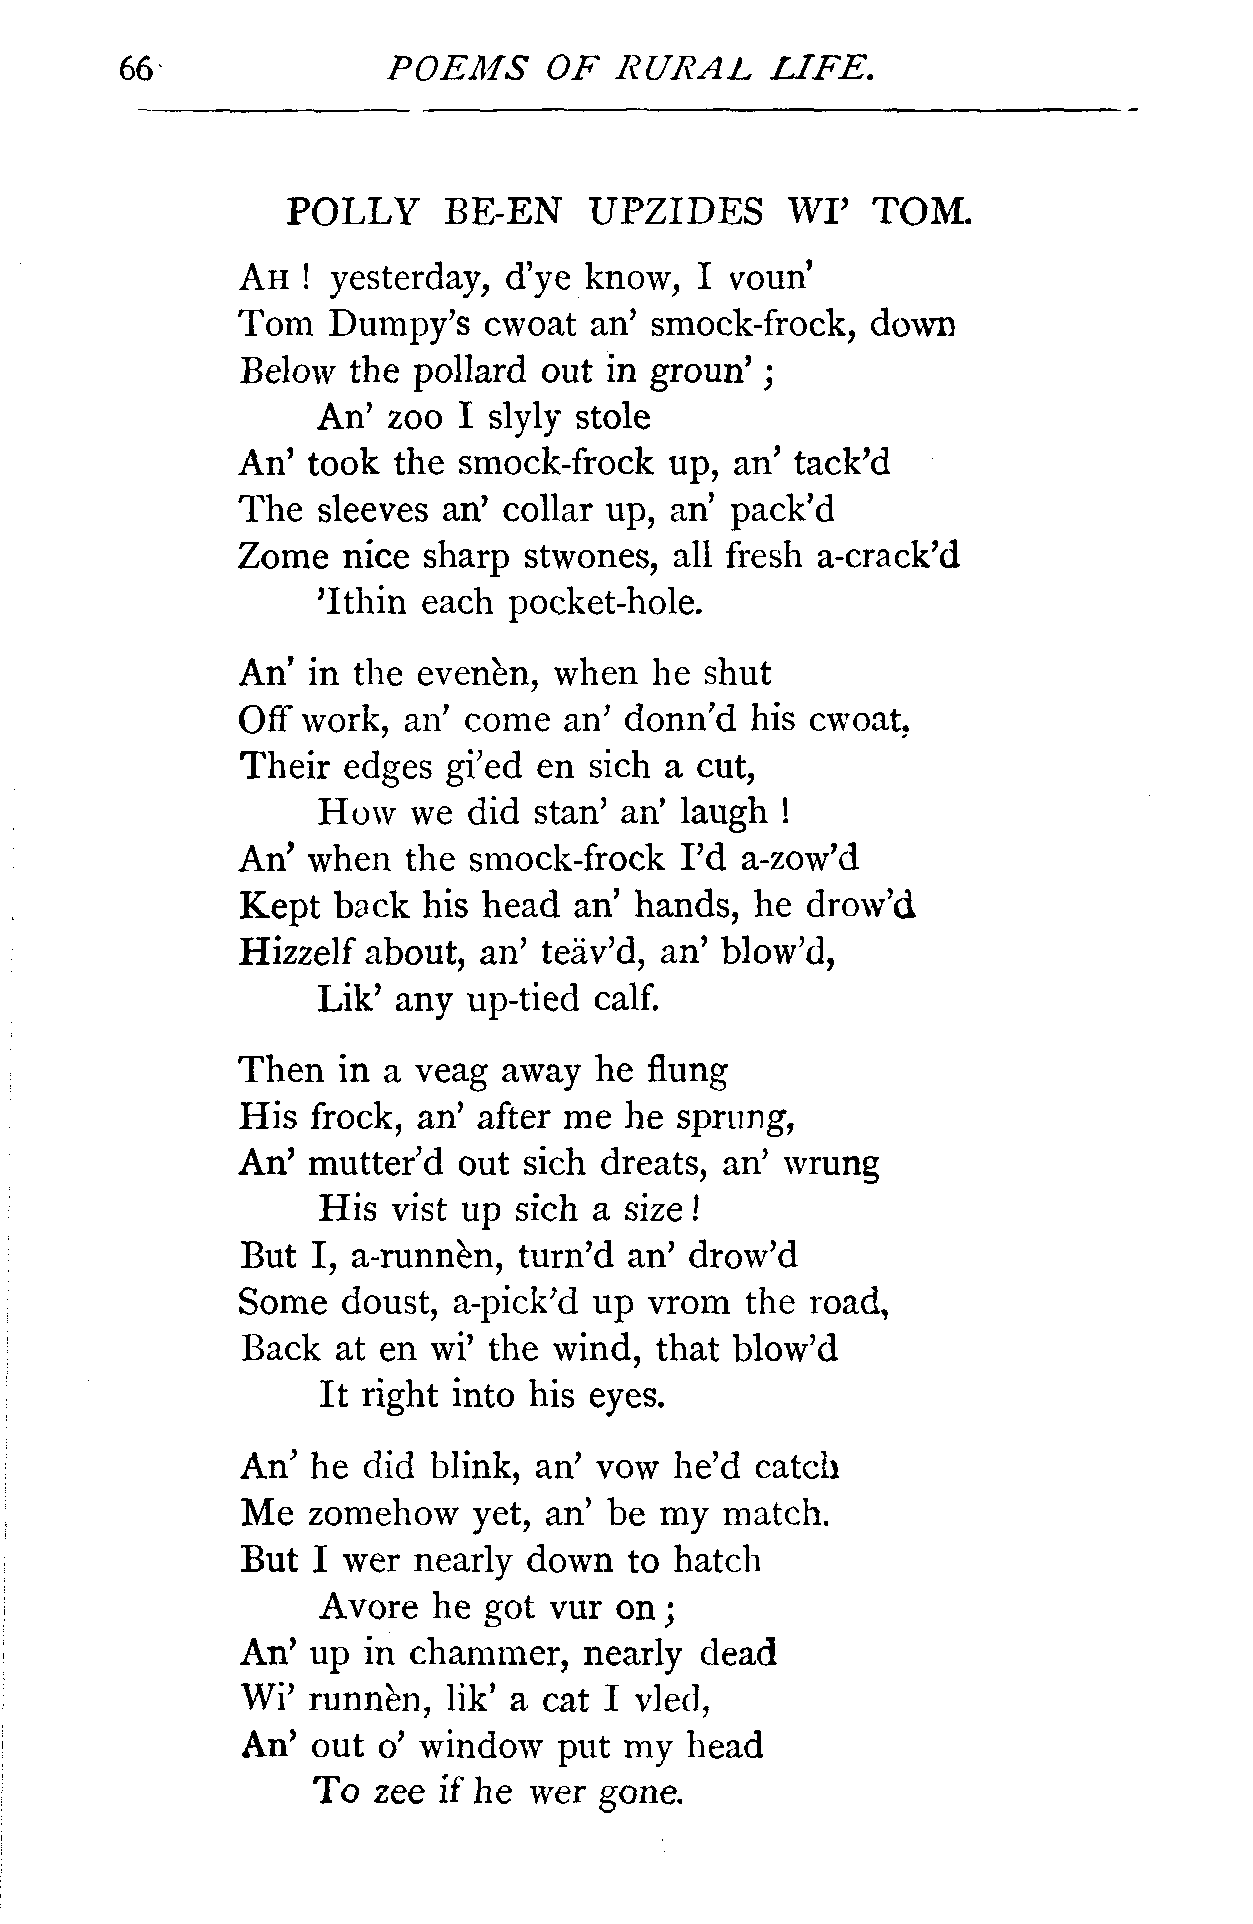 66 POEMS OF RURAL LIFE.
POLLY BE-EN UPZIDES WI' TOM.
AH ! yesterday, d'ye know, I voun'
Tom Dumpy's cwoat an' smock-frock, down
Below the pollard out in groun' ;
An' zoo I slyly stole
An' took the smock-frock up, an' tack'd
The sleeves an' collar up, an' pack'd
Zome nice sharp stwones, all fresh a-crack'd
'Ithin each pocket-hole.
An' in the evenèn, when he shut
Off work, an' come an' donn'd his cwoat,
Their edges gi'ed en sich a cut,
How we did stan' an' laugh !
An' when the smock-frock I'd a-zow'd
Kept back his head an' hands, he drow'd
Hizzelf about, an' teäv'd, an' blow'd,
Lik' any up-tied calf.
Then in a veag away he flung
His frock, an' after me he sprung,
An' mutter'd out sich dreats, an' wrung
His vist up sich a size !
But I, a-runnèn, turn'd an' drow'd
Some doust, a-pick'd up vrom the road,
Back at en wi' the wind, that blow'd
It right into his eyes.
An' he did blink, an' vow he'd catch
Me zomehow yet, an' be my match.
But I wer nearly down to hatch
Avore he got vur on ;
An' up in chammer, nearly dead
Wi' runnèn, lik' a cat I vled,
An' out o' window put my head
To zee if he wer gone.